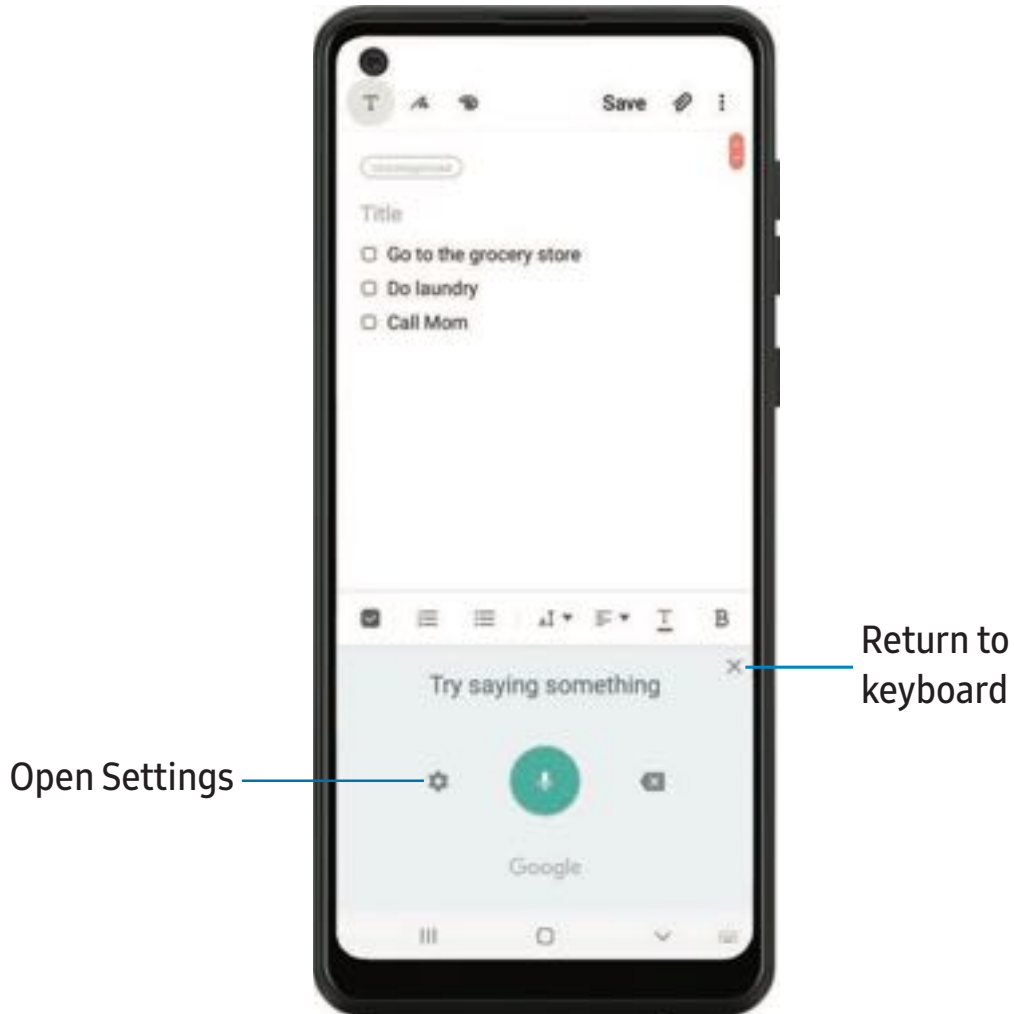 T
Save
Title
Go to the grocery store
Do laundry
Call Mom
T
B
Return to
keyboard
Try saying something
Open Settings
Google